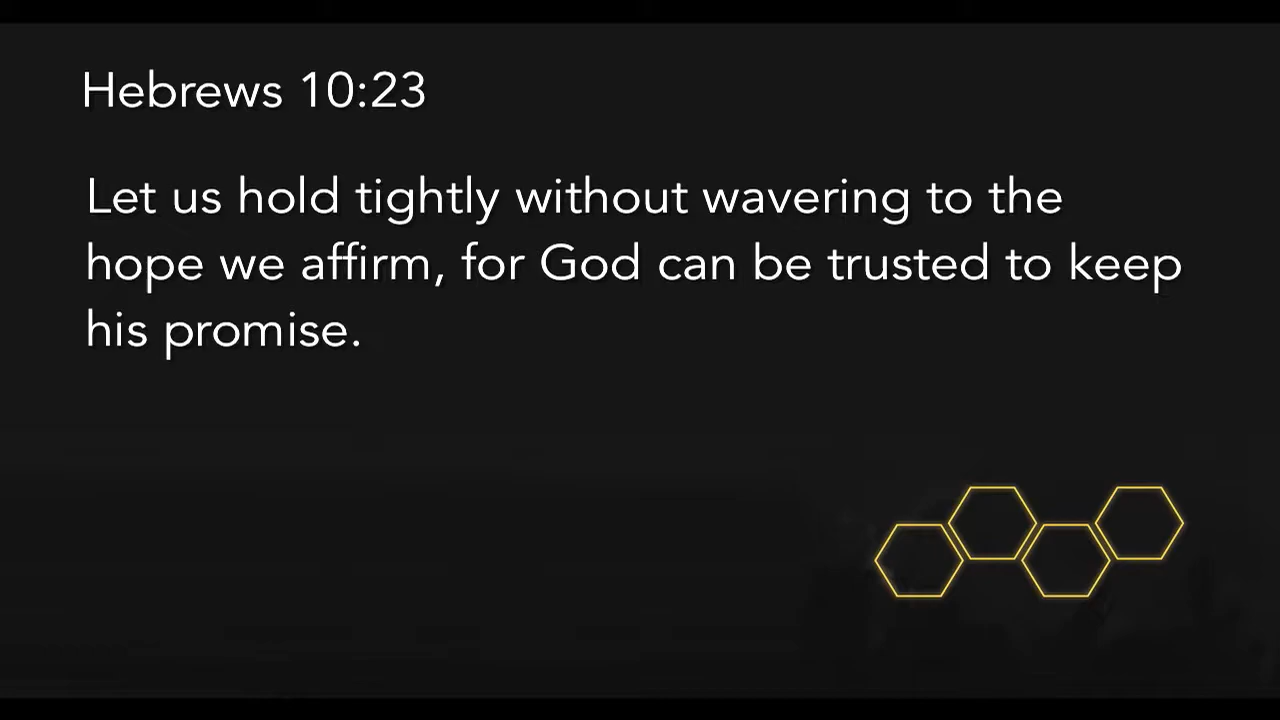 Hebrews 10:23
Let us hold tightly without wavering to the
hope we affirm, for God can be trusted to keep
his promise.